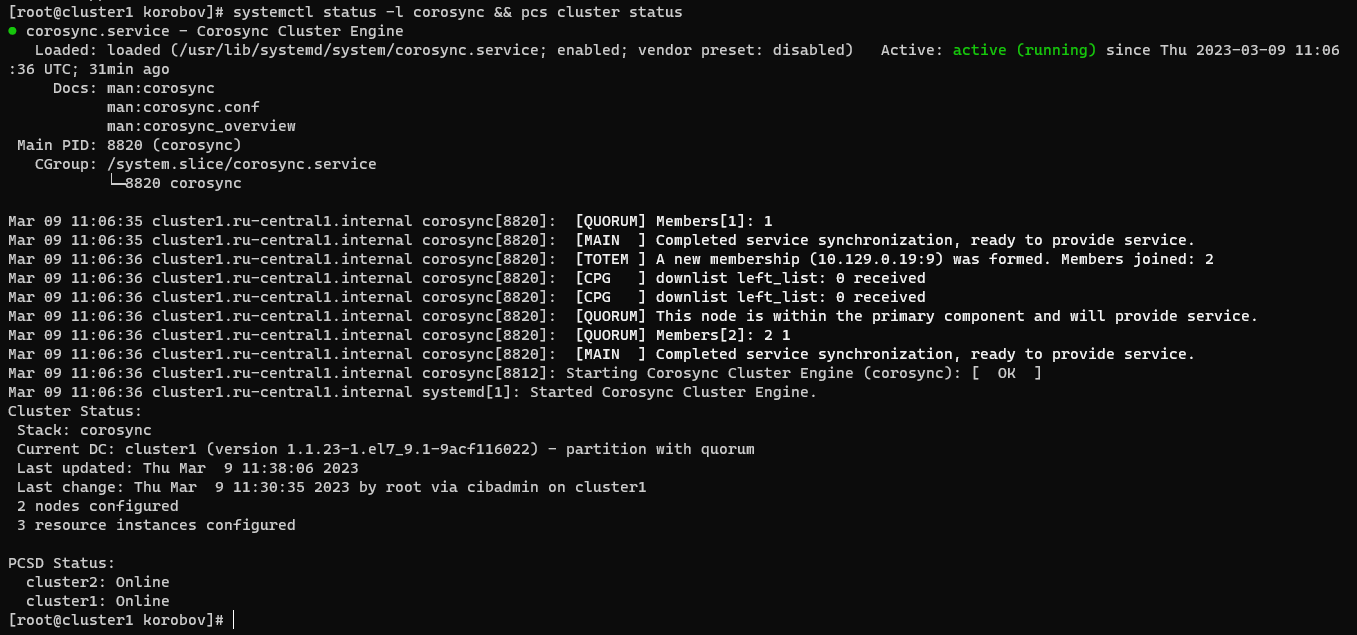 [root@cluster1 korobov]# systemctl status -l corosync && pcs cluster status
● corosync.service - Corosync Cluster Engine
   Loaded: loaded (/usr/lib/systemd/system/corosync.service; enabled; vendor preset: disabled)   Active: active (running) since Thu 2023-03-09 11:06
:36 UTC; 31min ago
     Docs: man:corosync
           man:corosync.conf
           man:corosync_overview
 Main PID: 8820 (corosync)
   CGroup: /system.slice/corosync.service
           └─8820 corosync
Mar 09 11:06:35 cluster1.ru-central1.internal corosync[8820]:  [QUORUM] Members[1]: 1
Mar 09 11:06:35 cluster1.ru-central1.internal corosync[8820]:  [MAIN  ] Completed service synchronization, ready to provide service.
Mar 09 11:06:36 cluster1.ru-central1.internal corosync[8820]:  [TOTEM ] A new membership (10.129.0.19:9) was formed. Members joined: 2
Mar 09 11:06:36 cluster1.ru-central1.internal corosync[8820]:  [CPG   ] downlist left_list: 0 received
Mar 09 11:06:36 cluster1.ru-central1.internal corosync[8820]:  [CPG   ] downlist left_list: 0 received
Mar 09 11:06:36 cluster1.ru-central1.internal corosync[8820]:  [QUORUM] This node is within the primary component and will provide service.
Mar 09 11:06:36 cluster1.ru-central1.internal corosync[8820]:  [QUORUM] Members[2]: 2 1
Mar 09 11:06:36 cluster1.ru-central1.internal corosync[8820]:  [MAIN  ] Completed service synchronization, ready to provide service.
Mar 09 11:06:36 cluster1.ru-central1.internal corosync[8812]: Starting Corosync Cluster Engine (corosync): [  OK  ]
Mar 09 11:06:36 cluster1.ru-central1.internal systemd[1]: Started Corosync Cluster Engine.
Cluster Status:
 Stack: corosync
 Current DC: cluster1 (version 1.1.23-1.el7_9.1-9acf116022) - partition with quorum
 Last updated: Thu Mar  9 11:38:06 2023
 Last change: Thu Mar  9 11:30:35 2023 by root via cibadmin on cluster1
 2 nodes configured
 3 resource instances configured
PCSD Status:
  cluster2: Online
  cluster1: Online
[root@cluster1 korobov]#